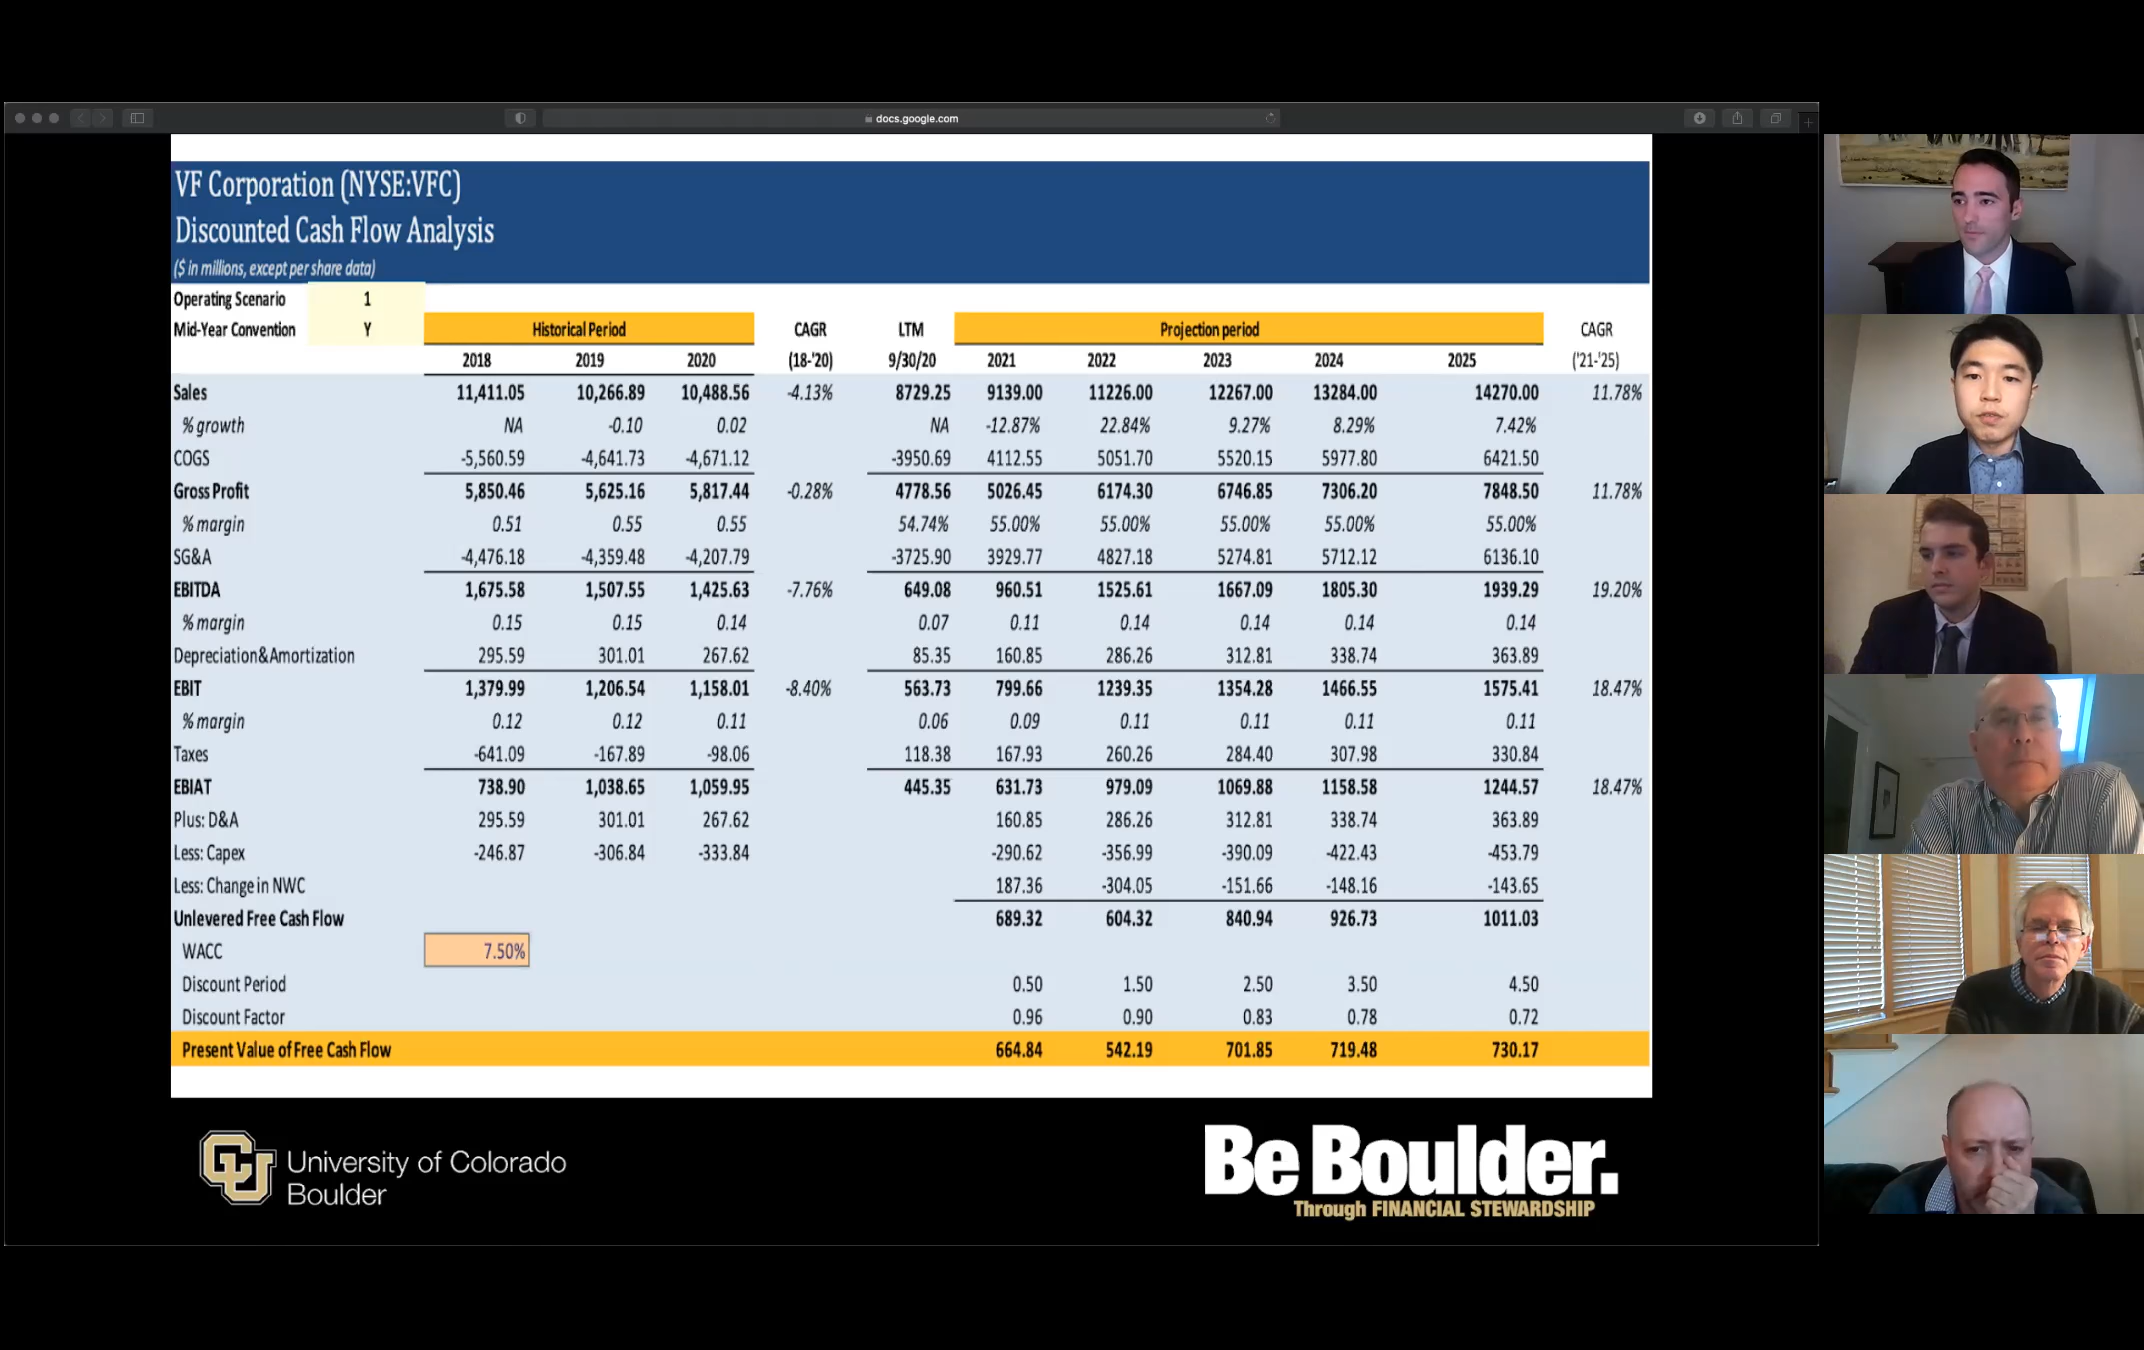 docs.google.com
VF Corporation (NYSE:VFC)
Discounted Cash Flow Analysis
($ in millions, except per share data)
Operating Scenario 1
Mid-Year Convention Y Historical Period CAGR LTM Projection period CAGR
2018 2019 2020 (18-'20) 9/30/20 2021 2022 2023 2024 2025 ('21-'25)
Sales 11,411.05 10,266.89 10,488.56 -4.13% 8729.25 9139.00 11226.00 12267.00 13284.00 14270.00 11.78%
% growth NA -0.10 0.02 NA -12.87% 22.84% 9.27% 8.29% 7.42%
COGS -5,560.59 -4,641.73 -4,671.12 -3950.69 4112.55 5051.70 5520.15 5977.80 6421.50
Gross Profit 5,850.46 5,625.16 5,817.44 -0.28% 4778.56 5026.45 6174.30 6746.85 7306.20 7848.50 11.78%
% margin 0.51 0.55 0.55 54.74% 55.00% 55.00% 55.00% 55.00% 55.00%
SG&A -4,476.18 -4,359.48 -4,207.79 -3725.90 3929.77 4827.18 5274.81 5712.12 6136.10
EBITDA 1,675.58 1,507.55 1,425.63 -7.76% 649.08 960.51 1525.61 1667.09 1805.30 1939.29 19.20%
% margin 0.15 0.15 0.14 0.07 0.11 0.14 0.14 0.14 0.14
Depreciation&Amortization 295.59 301.01 267.62 85.35 160.85 286.26 312.81 338.74 363.89
EBIT 1,379.99 1,206.54 1,158.01 -8.40% 563.73 799.66 1239.35 1354.28 1466.55 1575.41 18.47%
% margin 0.12 0.12 0.11 0.06 0.09 0.11 0.11 0.11 0.11
Taxes -641.09 -167.89 -98.06 118.38 167.93 260.26 284.40 307.98 330.84
EBIAT 738.90 1,038.65 1,059.95 445.35 631.73 979.09 1069.88 1158.58 1244.57 18.47%
Plus: D&A 295.59 301.01 267.62 160.85 286.26 312.81 338.74 363.89
Less: Capex -246.87 -306.84 -333.84 -290.62 -356.99 -390.09 -422.43 -453.79
Less: Change in NWC 187.36 -304.05 -151.66 -148.16 -143.65
Unlevered Free Cash Flow 689.32 604.32 840.94 926.73 1011.03
WACC 7.50%
Discount Period 0.50 1.50 2.50 3.50 4.50
Discount Factor 0.96 0.90 0.83 0.78 0.72
Present Value of Free Cash Flow 664.84 542.19 701.85 719.48 730.17
CU
University of Colorado
Boulder
Be Boulder.
Through FINANCIAL STEWARDSHIP